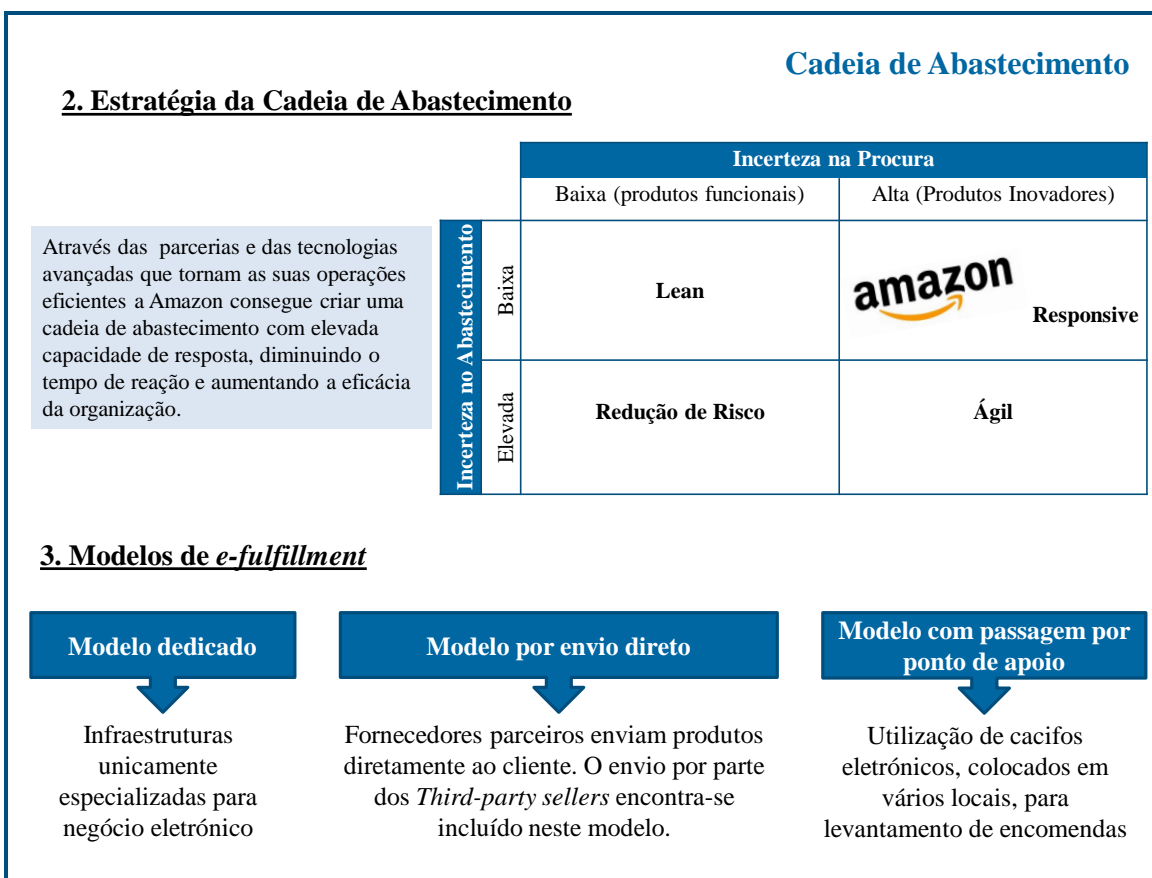 Cadeia de Abastecimento
2. Estratégia da Cadeia de Abastecimento
Incerteza na Procura
Baixa (produtos funcionais)
Alta (Produtos Inovadores)
Através das parcerias e das tecnologias
avançadas que tornam as suas operações
eficientes a Amazon consegue criar uma
cadeia de abastecimento com elevada
capacidade de resposta, diminuindo o
tempo de reação e aumentando a eficácia
da organização.
Incerteza no Abastecimento
Baixa
Lean
amazon
Responsive
Elevada
Redução de Risco
Ágil
3. Modelos de e-fulfillment
Modelo dedicado
Infraestruturas
unicamente
especializadas para
negócio eletrónico
Modelo por envio direto
Fornecedores parceiros enviam produtos
diretamente ao cliente. O envio por parte
dos Third-party sellers encontra-se
incluído neste modelo.
Modelo com passagem por
ponto de apoio
Utilização de cacifos
eletrónicos, colocados em
vários locais, para
levantamento de encomendas